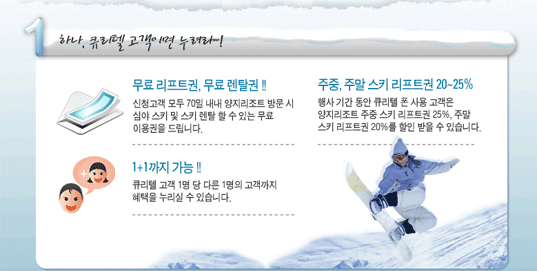 1 하나, 큐리텔 고객이면 누려라~!
무료 리프트권, 무료 렌탈권 !!
신청고객 모두 70일 내내 양지리조트 방문 시
심야 스키 및 스키 렌탈 할 수 있는 무료
이용권을 드립니다.
1+1까지 가능 !!
큐리텔 고객 1명 당 다른 1명의 고객까지
혜택을 누리실 수 있습니다.
주중, 주말 스키 리프트권 20~25%
행사 기간 동안 큐리텔 폰 사용 고객은
양지리조트 주중 스키 리프트권 25%, 주말
스키 리프트권 20%를 할인 받을 수 있습니다.